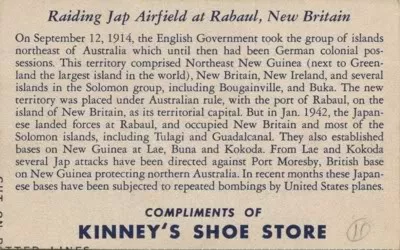 Raiding Jap Airfield at Rabaul, New Britain
On September 12, 1914, the English Government took the group of islands
northeast of Australia which until then had been German colonial pos-
sessions. This territory comprised Northeast New Guinea (next to Green-
land the largest island in the world), New Britain, New Ireland, and several
islands in the Solomon group, including Bougainville, and Buka. The new
territory was placed under Australian rule, with the port of Rabaul, on the
island of New Britain, as its territorial capital. But in Jan. 1942, the Japan-
ese landed forces at Rabaul, and occupied New Britain and most of the
Solomon islands, including Tulagi and Guadalcanal. They also established
bases on New Guinea at Lae, Buna and Kokoda. From Lae and Kokoda
several Jap attacks have been directed against Port Moresby, British base
on New Guinea protecting northern Australia. In recent months these Japan-
ese bases have been subjected to repeated bombings by United States planes.
COMPLIMENTS OF
KINNEY'S SHOE STORE
10